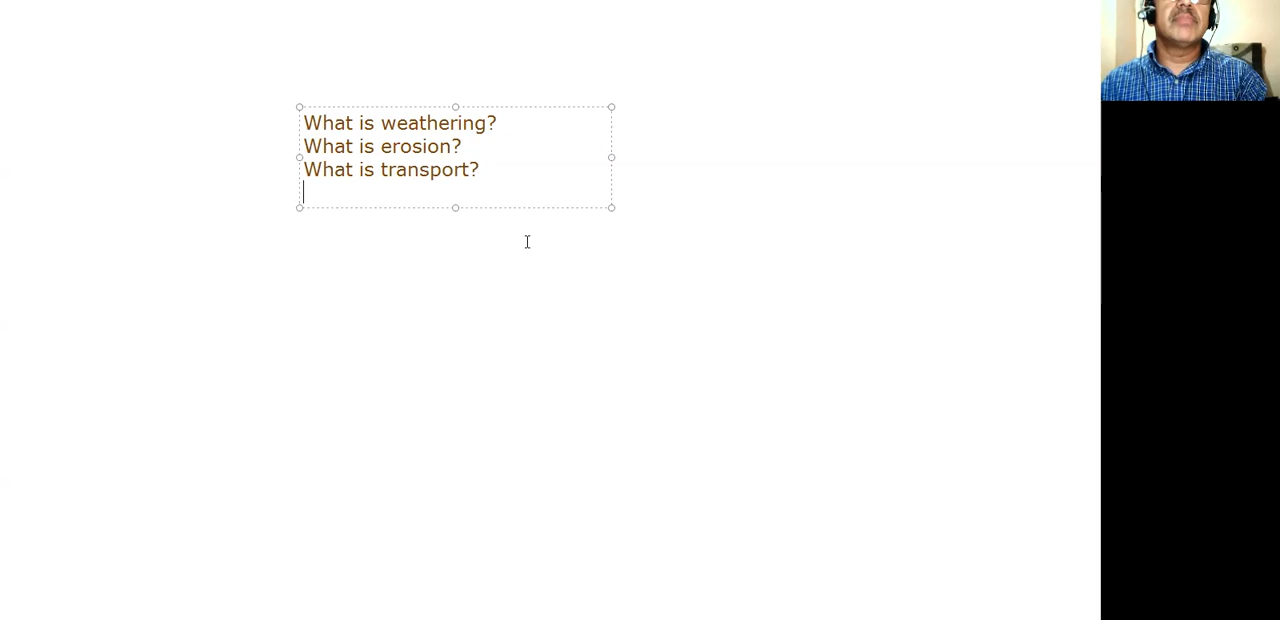 What is weathering?
What is erosion?
What is transport?